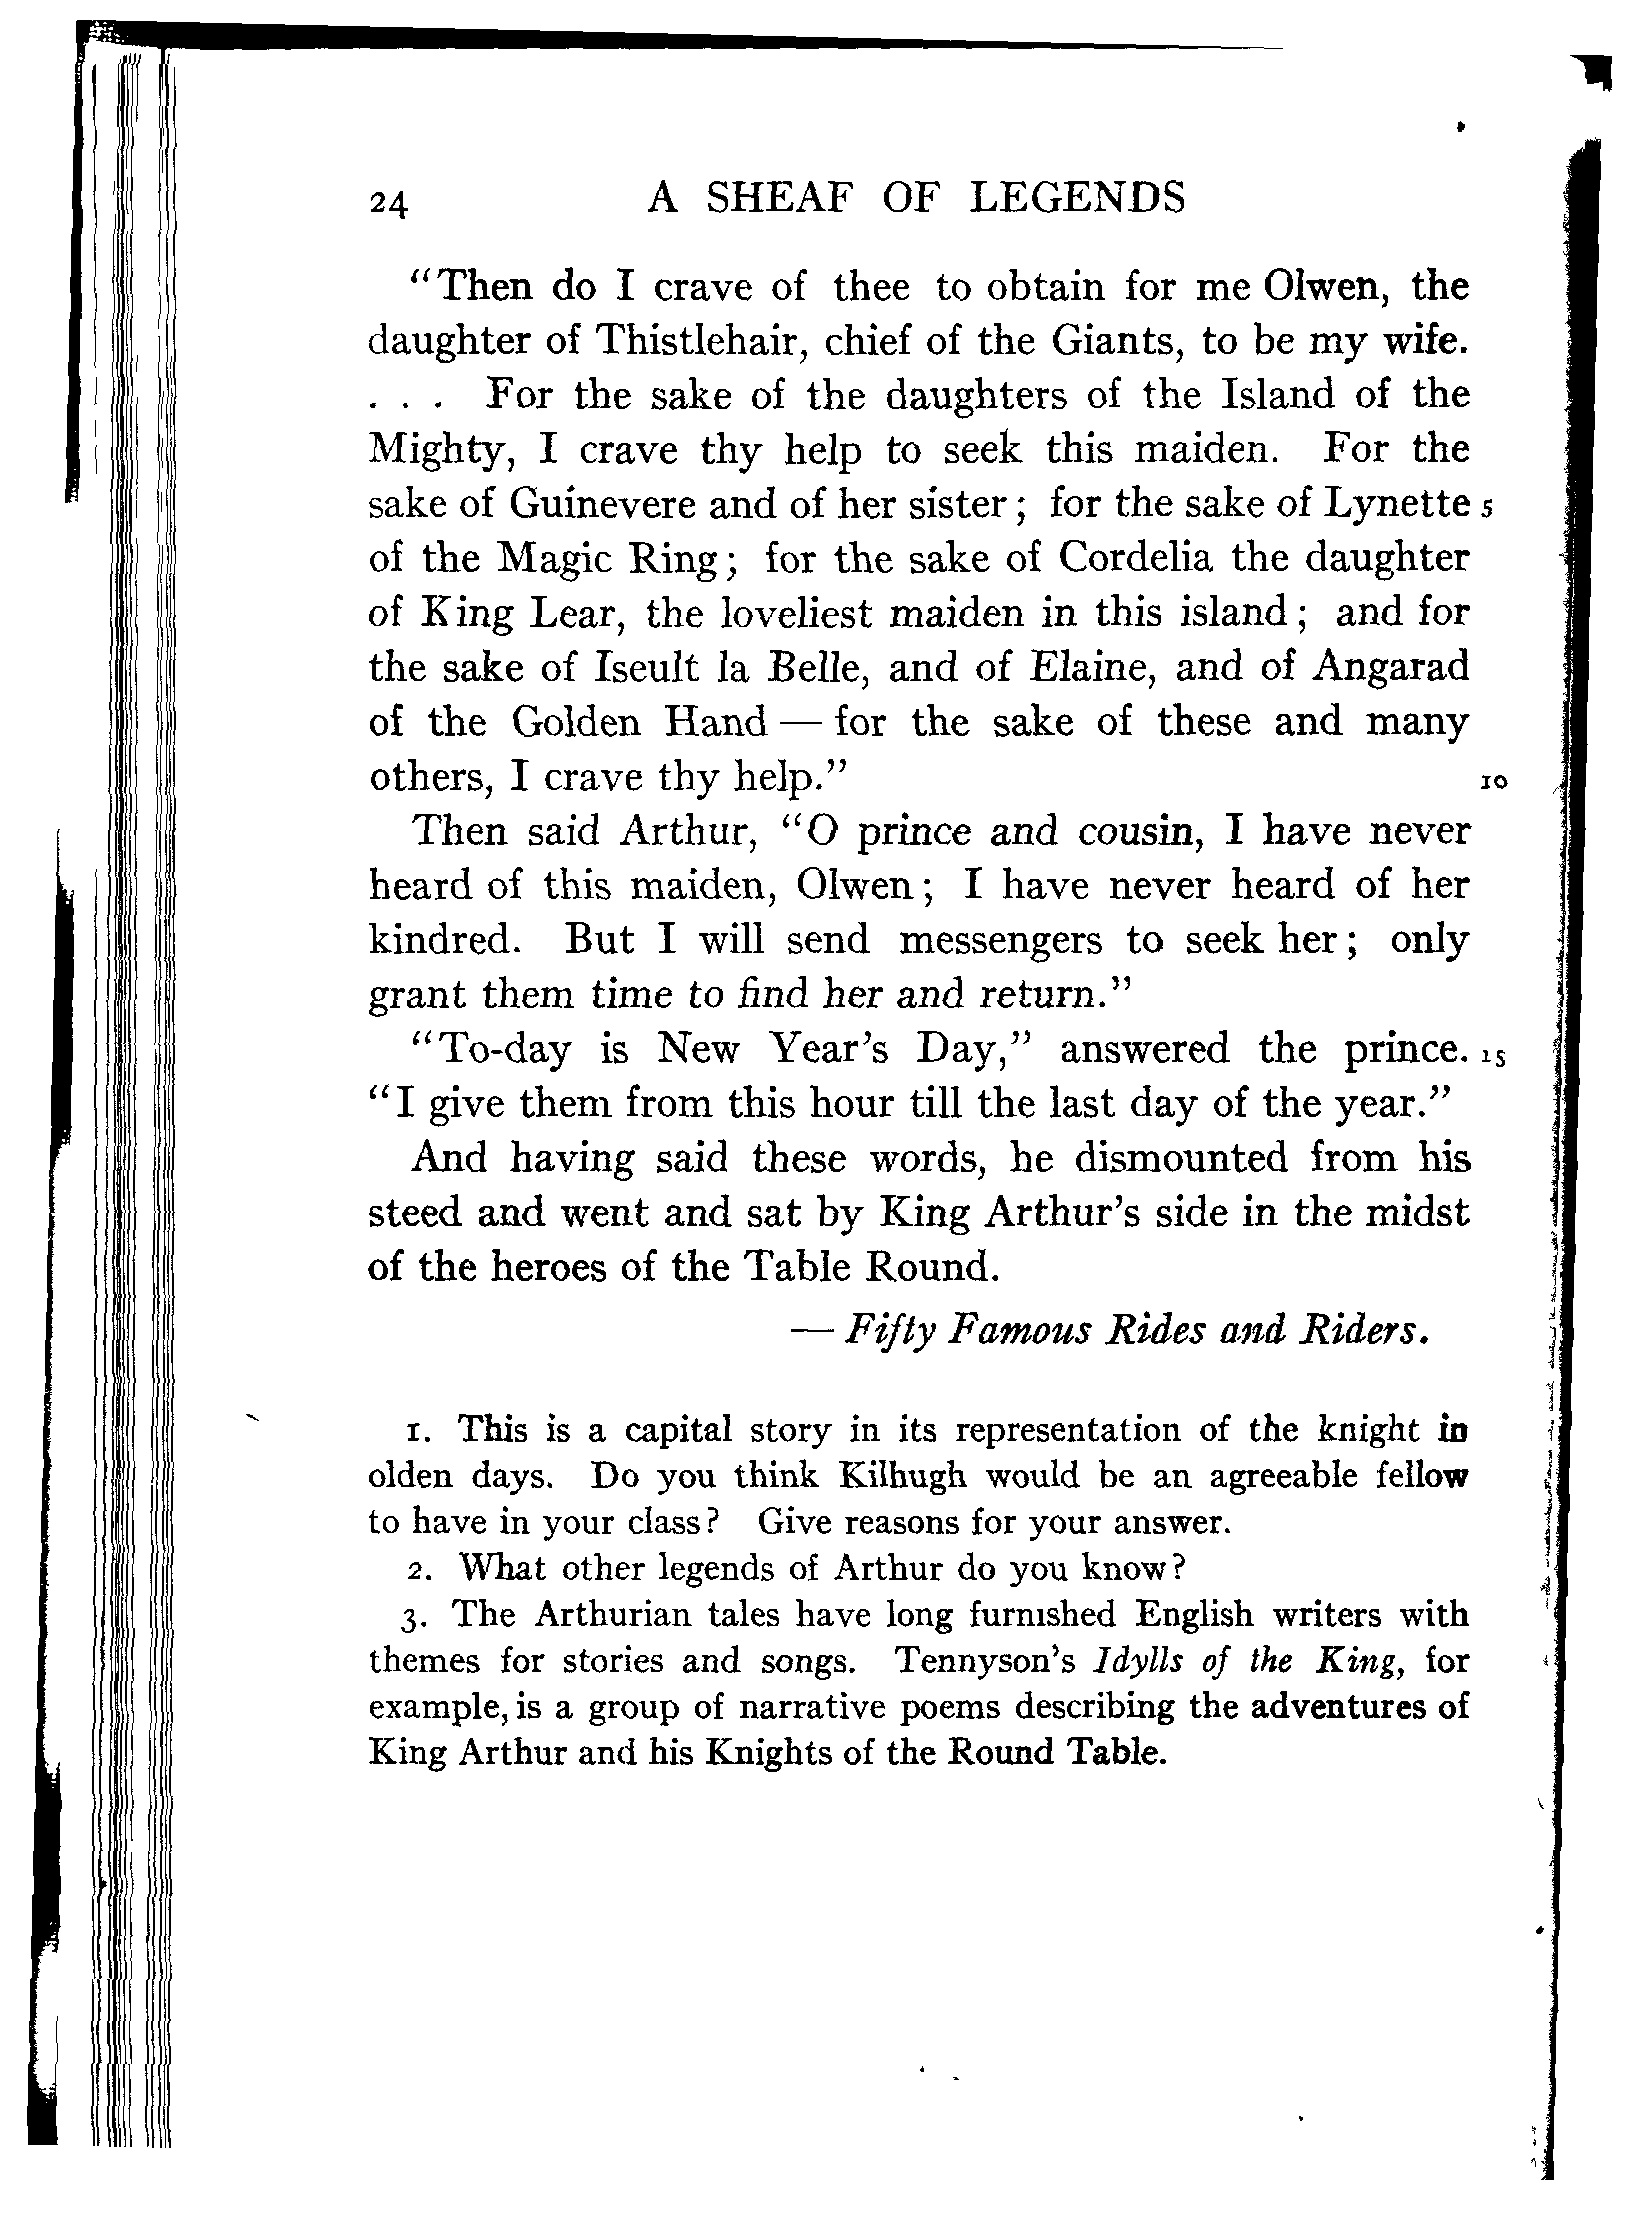 24 A SHEAF OF LEGENDS
“Then do I crave of thee to obtain for me Olwen, the
daughter of Thistlehair, chief of the Giants, to be my wife.
. . . For the sake of the daughters of the Island of the
Mighty, I crave thy help to seek this maiden. For the
sake of Guinevere and of her sister; for the sake of Lynette 5
of the Magic Ring; for the sake of Cordelia the daughter
of King Lear, the loveliest maiden in this island; and for
the sake of Iseult la Belle, and of Elaine, and of Angarad
of the Golden Hand — for the sake of these and many
others, I crave thy help.” 10
Then said Arthur, “O prince and cousin, I have never
heard of this maiden, Olwen; I have never heard of her
kindred. But I will send messengers to seek her; only
grant them time to find her and return.”
“To-day is New Year’s Day,” answered the prince. 15
“I give them from this hour till the last day of the year.”
And having said these words, he dismounted from his
steed and went and sat by King Arthur’s side in the midst
of the heroes of the Table Round.
— Fifty Famous Rides and Riders.
1. This is a capital story in its representation of the knight in
olden days. Do you think Kilhugh would be an agreeable fellow
to have in your class? Give reasons for your answer.
2. What other legends of Arthur do you know?
3. The Arthurian tales have long furnished English writers with
themes for stories and songs. Tennyson’s Idylls of the King, for
example, is a group of narrative poems describing the adventures of
King Arthur and his Knights of the Round Table.